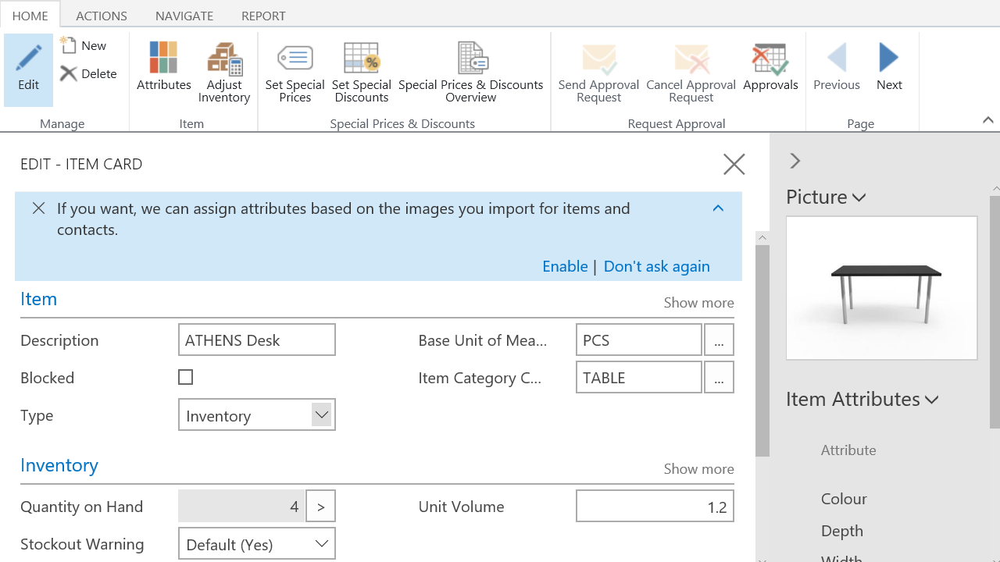 HOME ACTIONS NAVIGATE REPORT
Edit
New
Delete
Manage
Attributes
Adjust
Inventory
Item
Set Special
Prices
Set Special
Discounts
Special Prices & Discounts
Overview
Special Prices & Discounts
Send Approval
Request
Cancel Approval
Request
Approvals
Request Approval
Previous
Next
Page
EDIT - ITEM CARD
If you want, we can assign attributes based on the images you import for items and
contacts.
Enable | Don't ask again
Item
Show more
Description ATHENS Desk
Base Unit of Mea... PCS ...
Blocked
Item Category C... TABLE ...
Type Inventory
Inventory
Show more
Quantity on Hand 4 >
Unit Volume 1.2
Stockout Warning Default (Yes)
Picture
Item Attributes
Attribute
Colour
Depth
Width